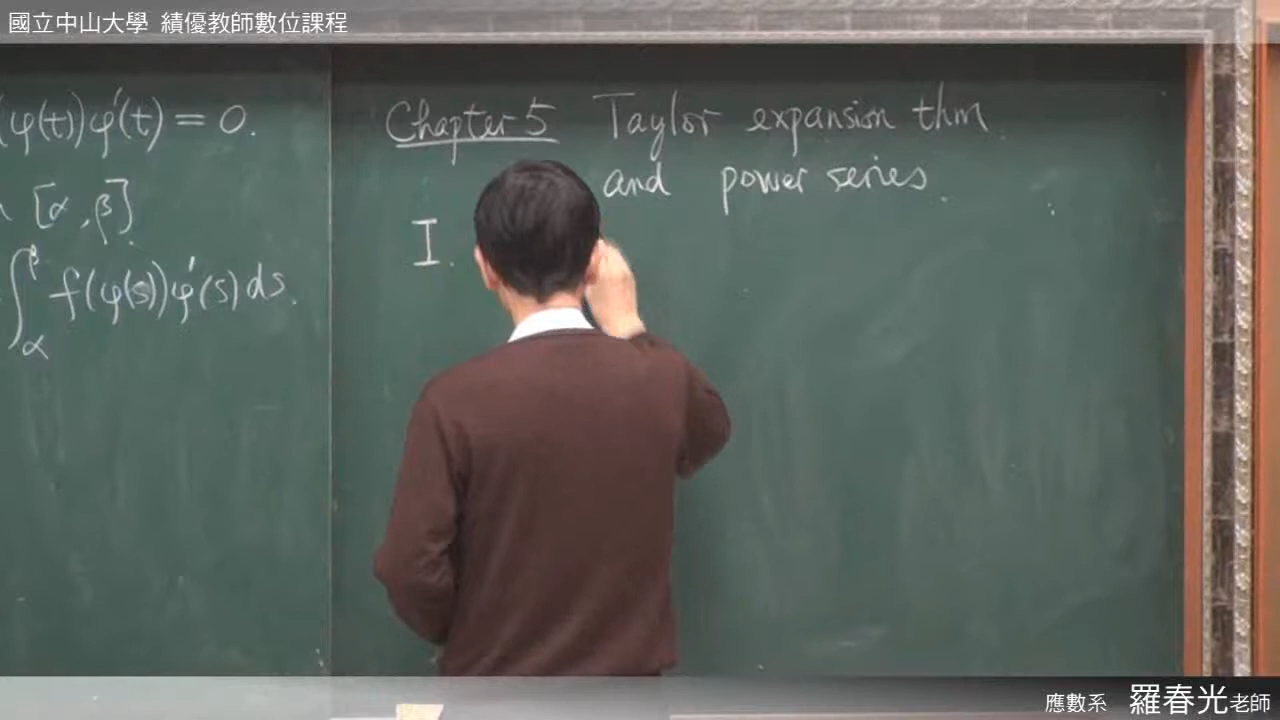 國立中山大學 績優教師數位課程
(φ(t))φ'(t) = 0.
[α, β].
∫_α^β f(φ(s))φ'(s)ds.
Chapter 5 Taylor expansion thm.
and power series.
I.
應數系 羅春光老師